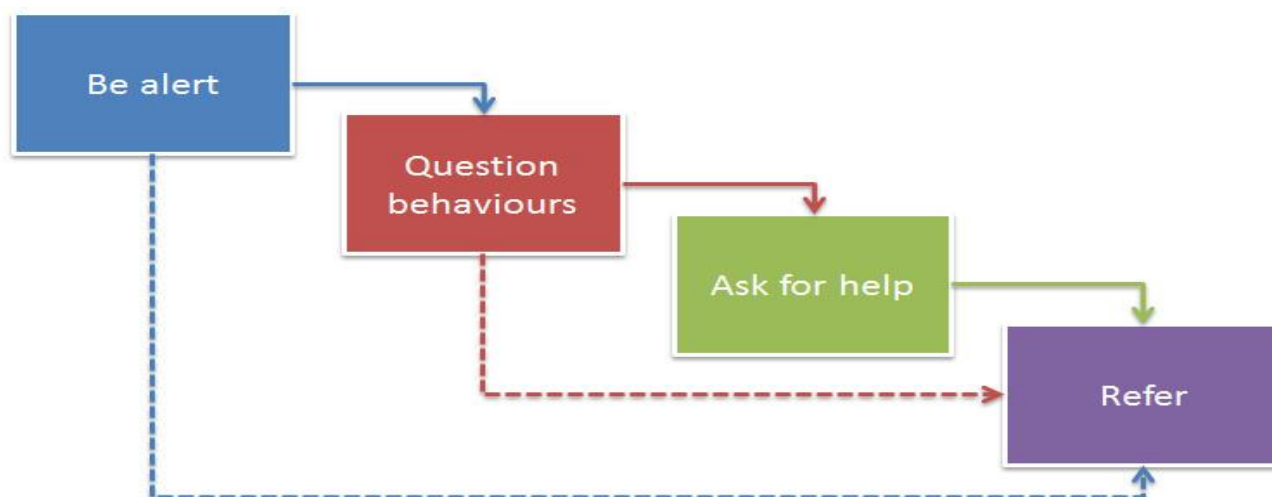 Be alert
Question
behaviours
Ask for help
Refer